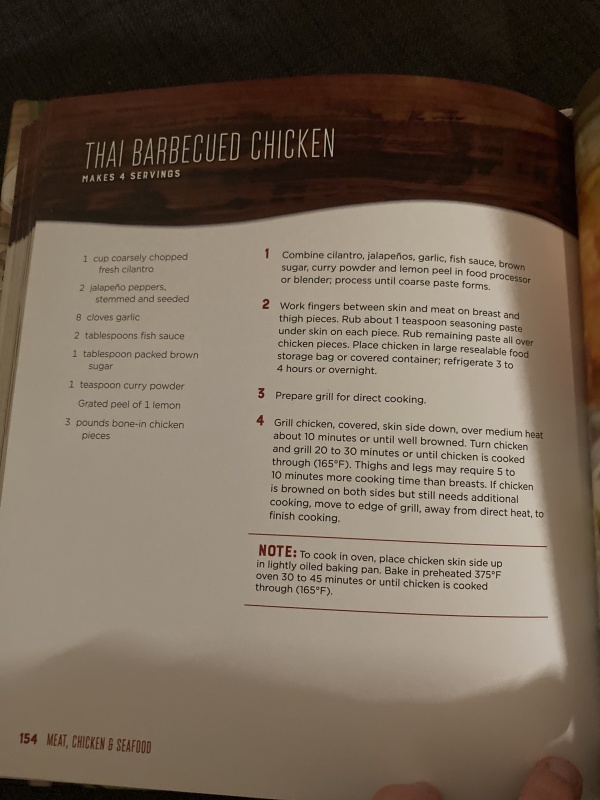 THAI BARBECUED CHICKEN
MAKES 4 SERVINGS
1 cup coarsely chopped
fresh cilantro
2 jalapeño peppers,
stemmed and seeded
8 cloves garlic
2 tablespoons fish sauce
1 tablespoon packed brown
sugar
1 teaspoon curry powder
Grated peel of 1 lemon
3 pounds bone-in chicken
pieces
1 Combine cilantro, jalapeños, garlic, fish sauce, brown
sugar, curry powder and lemon peel in food processor
or blender; process until coarse paste forms.
2 Work fingers between skin and meat on breast and
thigh pieces. Rub about 1 teaspoon seasoning paste
under skin on each piece. Rub remaining paste all over
chicken pieces. Place chicken in large resealable food
storage bag or covered container; refrigerate 3 to
4 hours or overnight.
3 Prepare grill for direct cooking.
4 Grill chicken, covered, skin side down, over medium heat
about 10 minutes or until well browned. Turn chicken
and grill 20 to 30 minutes or until chicken is cooked
through (165°F). Thighs and legs may require 5 to
10 minutes more cooking time than breasts. If chicken
is browned on both sides but still needs additional
cooking, move to edge of grill, away from direct heat, to
finish cooking.
NOTE: To cook in oven, place chicken skin side up
in lightly oiled baking pan. Bake in preheated 375°F
oven 30 to 45 minutes or until chicken is cooked
through (165°F).
154 MEAT, CHICKEN & SEAFOOD